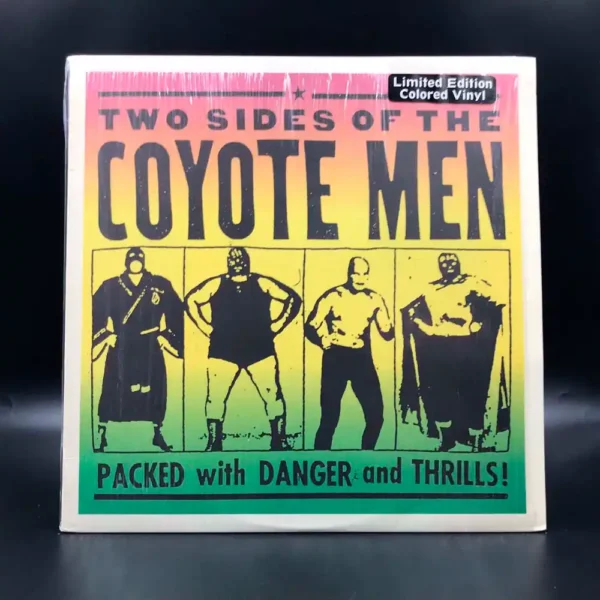 Limited Edition
Colored Vinyl
TWO SIDES OF THE
COYOTE MEN
PACKED with DANGER and THRILLS!